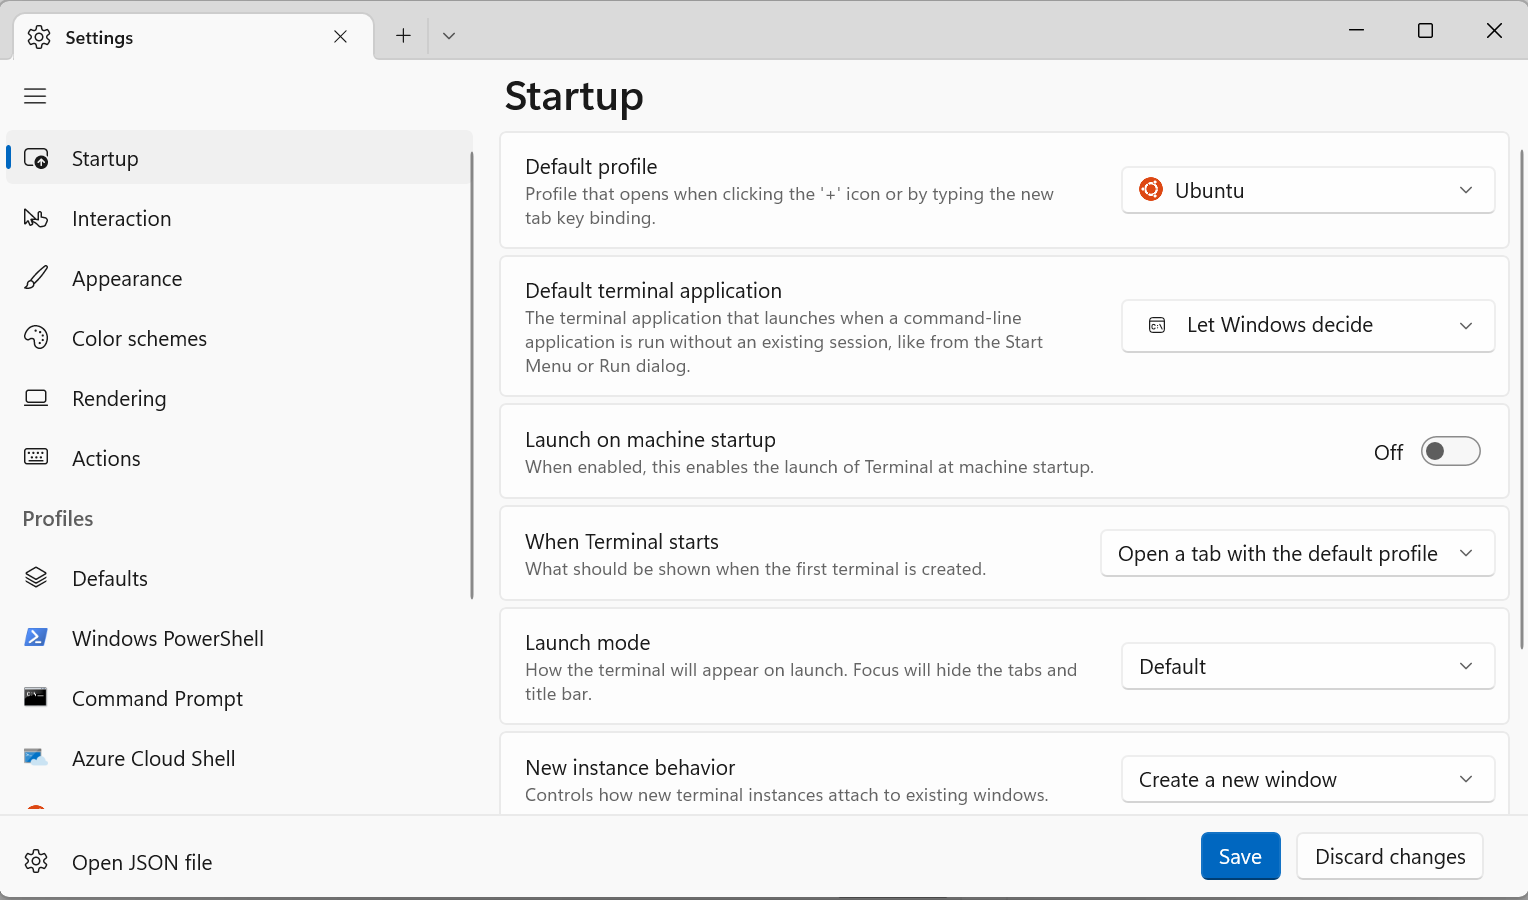 Settings
Startup
Interaction
Appearance
Color schemes
Rendering
Actions
Profiles
Defaults
Windows PowerShell
Command Prompt
Azure Cloud Shell
Open JSON file
Startup
Default profile
Profile that opens when clicking the '+' icon or by typing the new
tab key binding.
Ubuntu
Default terminal application
The terminal application that launches when a command-line
application is run without an existing session, like from the Start
Menu or Run dialog.
Let Windows decide
Launch on machine startup
When enabled, this enables the launch of Terminal at machine startup.
Off
When Terminal starts
What should be shown when the first terminal is created.
Open a tab with the default profile
Launch mode
How the terminal will appear on launch. Focus will hide the tabs and
title bar.
Default
New instance behavior
Controls how new terminal instances attach to existing windows.
Create a new window
Save
Discard changes